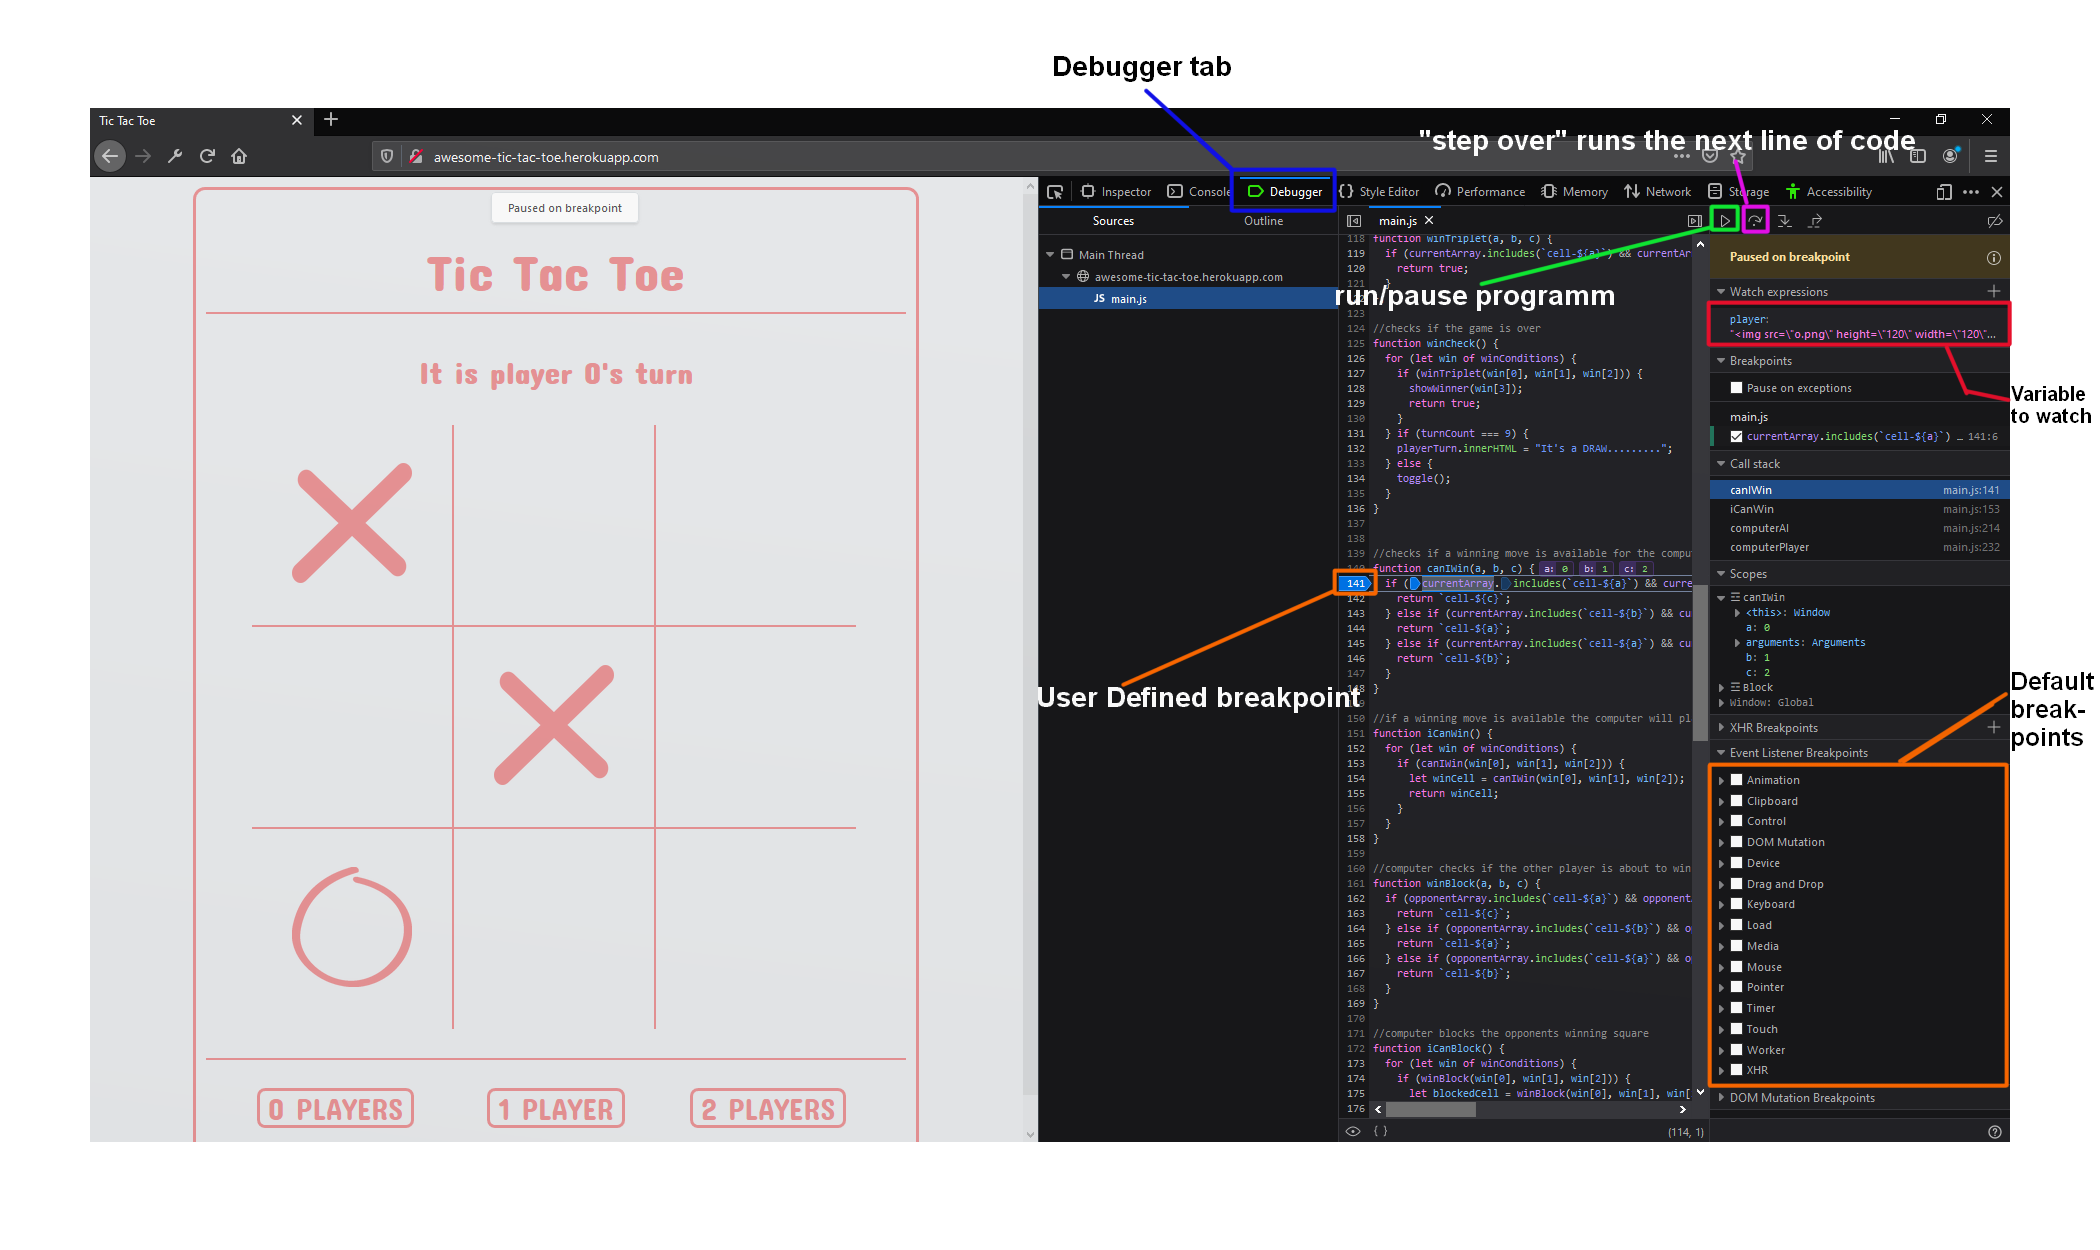 Debugger tab
Tic Tac Toe
"step over" runs the next line of code
awesome-tic-tac-toe.herokuapp.com
Inspector
Console
Debugger
Style Editor
Performance
Memory
Network
Storage
Accessibility
Paused on breakpoint
Tic Tac Toe
It is player O's turn
0 PLAYERS
1 PLAYER
2 PLAYERS
Sources
Outline
Main Thread
awesome-tic-tac-toe.herokuapp.com
JS main.js
main.js
118 function winTriplet(a, b, c) {
119 if (currentArray.includes(`cell-${a}`) && currentAr
120 return true;
121 }
run/pause programm
123
124 //checks if the game is over
125 function winCheck() {
126 for (let win of winConditions) {
127 if (winTriplet(win[0], win[1], win[2])) {
128 showWinner(win[3]);
129 return true;
130 }
131 } if (turnCount === 9) {
132 playerTurn.innerHTML = "It's a DRAW.........";
133 } else {
134 toggle();
135 }
136 }
137
138
139 //checks if a winning move is available for the compu
140 function canIWin(a, b, c) { a: 0 b: 1 c: 2
141 if (currentArray.includes(`cell-${a}`) && curre
142 return `cell-${c}`;
143 } else if (currentArray.includes(`cell-${b}`) && cu
144 return `cell-${a}`;
145 } else if (currentArray.includes(`cell-${a}`) && cu
146 return `cell-${b}`;
147 }
148 }
User Defined breakpoint
150 //if a winning move is available the computer will pl
151 function iCanWin() {
152 for (let win of winConditions) {
153 if (canIWin(win[0], win[1], win[2])) {
154 let winCell = canIWin(win[0], win[1], win[2]);
155 return winCell;
156 }
157 }
158 }
159
160 //computer checks if the other player is about to win
161 function winBlock(a, b, c) {
162 if (opponentArray.includes(`cell-${a}`) && opponent
163 return `cell-${c}`;
164 } else if (opponentArray.includes(`cell-${b}`) && o
165 return `cell-${a}`;
166 } else if (opponentArray.includes(`cell-${a}`) && o
167 return `cell-${b}`;
168 }
169 }
170
171 //computer blocks the opponents winning square
172 function iCanBlock() {
173 for (let win of winConditions) {
174 if (winBlock(win[0], win[1], win[2])) {
175 let blockedCell = winBlock(win[0], win[1], win[
176
{ }
(114, 1)
Paused on breakpoint
Watch expressions
player:
"<img src=\"o.png\" height=\"120\" width=\"120\"...
Variable
to watch
Breakpoints
Pause on exceptions
main.js
currentArray.includes(`cell-${a}`) … 141:6
Call stack
canIWin main.js:141
iCanWin main.js:153
computerAI main.js:214
computerPlayer main.js:232
Scopes
canIWin
<this>: Window
a: 0
arguments: Arguments
b: 1
c: 2
Block
Window: Global
Default
break-
points
XHR Breakpoints
Event Listener Breakpoints
Animation
Clipboard
Control
DOM Mutation
Device
Drag and Drop
Keyboard
Load
Media
Mouse
Pointer
Timer
Touch
Worker
XHR
DOM Mutation Breakpoints